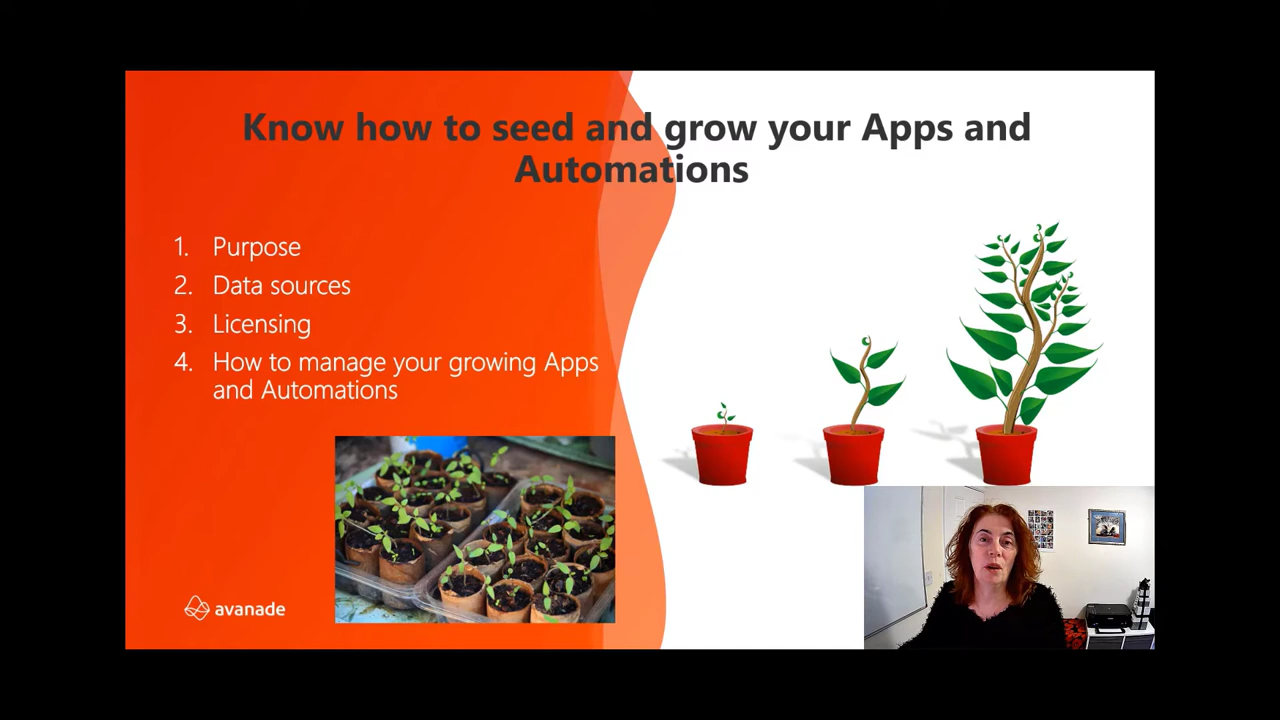 Know how to seed and grow your Apps and
Automations
1. Purpose
2. Data sources
3. Licensing
4. How to manage your growing Apps
and Automations
avanade